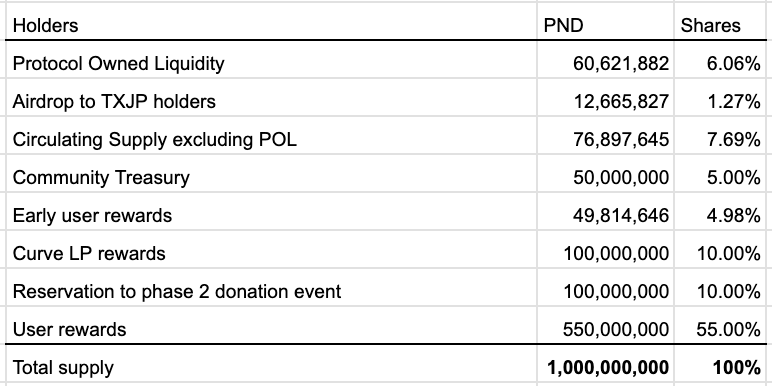 Holders PND Shares
Protocol Owned Liquidity 60,621,882 6.06%
Airdrop to TXJP holders 12,665,827 1.27%
Circulating Supply excluding POL 76,897,645 7.69%
Community Treasury 50,000,000 5.00%
Early user rewards 49,814,646 4.98%
Curve LP rewards 100,000,000 10.00%
Reservation to phase 2 donation event 100,000,000 10.00%
User rewards 550,000,000 55.00%
Total supply 1,000,000,000 100%